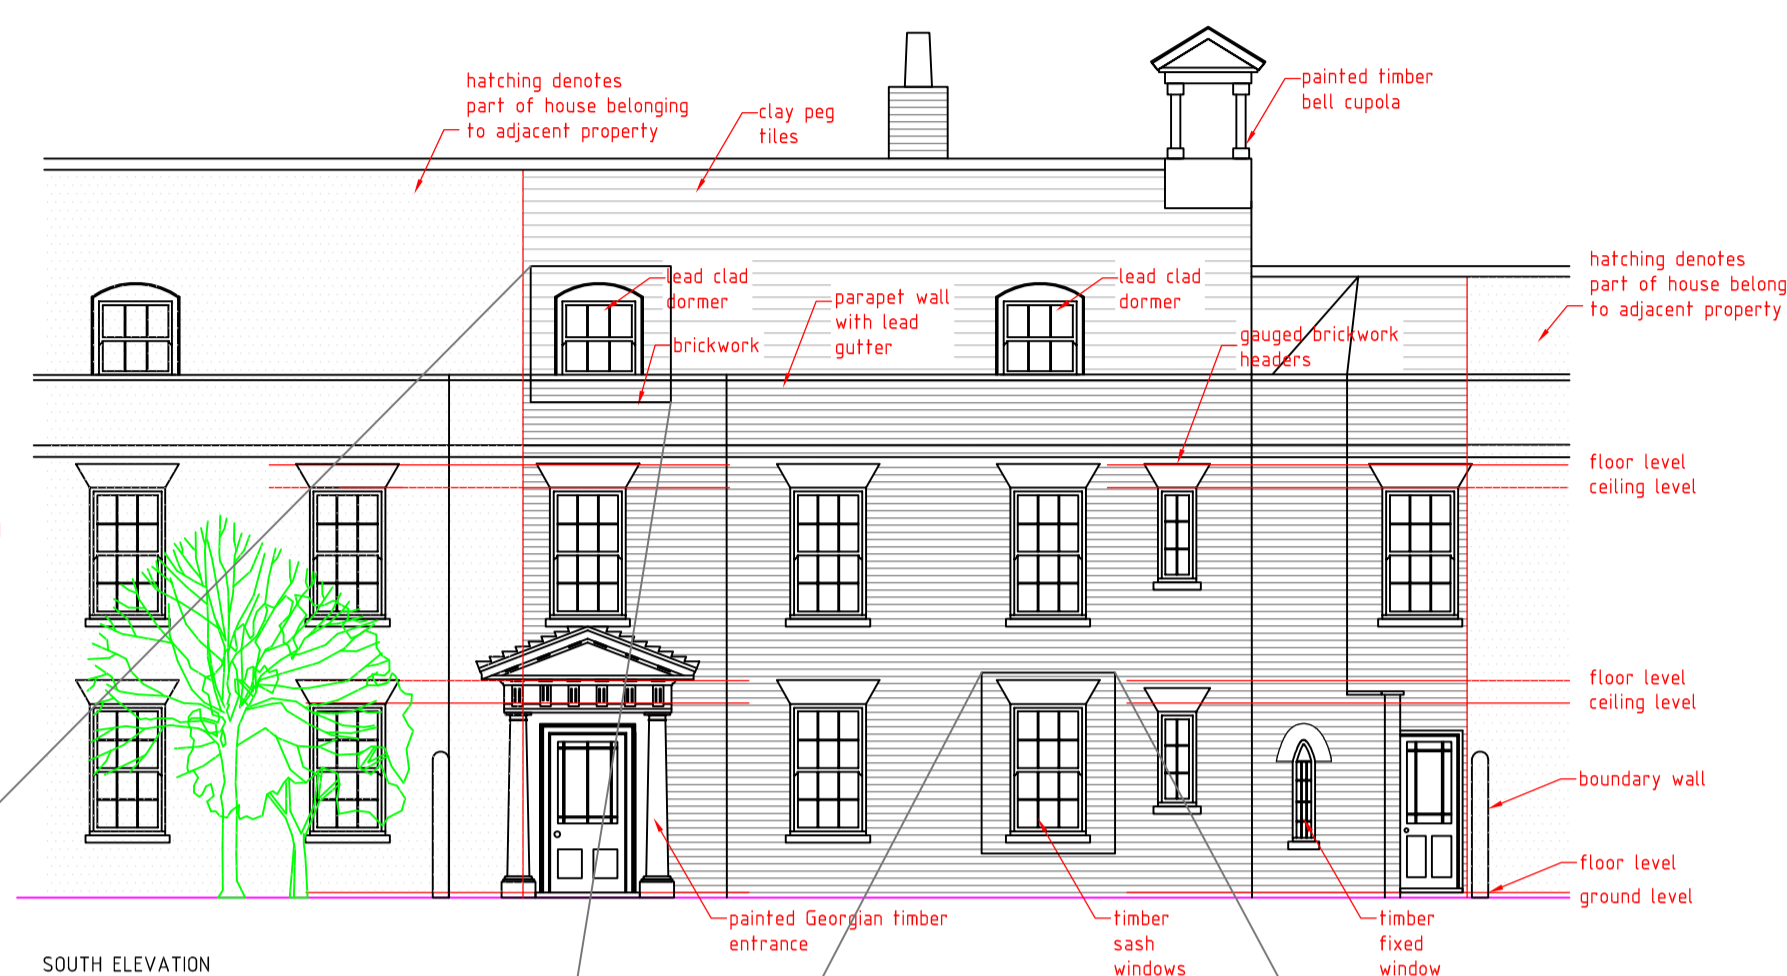 hatching denotes
part of house belonging
to adjacent property
clay peg
tiles
painted timber
bell cupola
lead clad
dormer
brickwork
parapet wall
with lead
gutter
lead clad
dormer
gauged brickwork
headers
hatching denotes
part of house belong
to adjacent property
floor level
ceiling level
floor level
ceiling level
boundary wall
floor level
ground level
painted Georgian timber
entrance
timber
sash
windows
timber
fixed
window
SOUTH ELEVATION